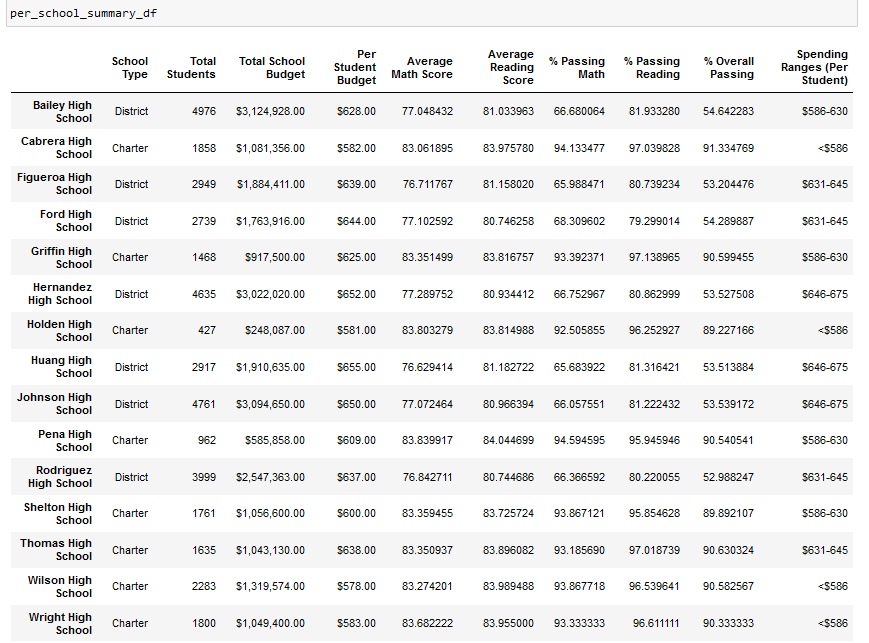 per_school_summary_df
School Type Total Students Total School Budget Per Student Budget Average Math Score Average Reading Score % Passing Math % Passing Reading % Overall Passing Spending Ranges (Per Student)
Bailey High School District 4976 $3,124,928.00 $628.00 77.048432 81.033963 66.680064 81.933280 54.642283 $586-630
Cabrera High School Charter 1858 $1,081,356.00 $582.00 83.061895 83.975780 94.133477 97.039828 91.334769 <$586
Figueroa High School District 2949 $1,884,411.00 $639.00 76.711767 81.158020 65.988471 80.739234 53.204476 $631-645
Ford High School District 2739 $1,763,916.00 $644.00 77.102592 80.746258 68.309602 79.299014 54.289887 $631-645
Griffin High School Charter 1468 $917,500.00 $625.00 83.351499 83.816757 93.392371 97.138965 90.599455 $586-630
Hernandez High School District 4635 $3,022,020.00 $652.00 77.289752 80.934412 66.752967 80.862999 53.527508 $646-675
Holden High School Charter 427 $248,087.00 $581.00 83.803279 83.814988 92.505855 96.252927 89.227166 <$586
Huang High School District 2917 $1,910,635.00 $655.00 76.629414 81.182722 65.683922 81.316421 53.513884 $646-675
Johnson High School District 4761 $3,094,650.00 $650.00 77.072464 80.966394 66.057551 81.222432 53.539172 $646-675
Pena High School Charter 962 $585,858.00 $609.00 83.839917 84.044699 94.594595 95.945946 90.540541 $586-630
Rodriguez High School District 3999 $2,547,363.00 $637.00 76.842711 80.744686 66.366592 80.220055 52.988247 $631-645
Shelton High School Charter 1761 $1,056,600.00 $600.00 83.359455 83.725724 93.867121 95.854628 89.892107 $586-630
Thomas High School Charter 1635 $1,043,130.00 $638.00 83.350937 83.896082 93.185690 97.018739 90.630324 $631-645
Wilson High School Charter 2283 $1,319,574.00 $578.00 83.274201 83.989488 93.867718 96.539641 90.582567 <$586
Wright High School Charter 1800 $1,049,400.00 $583.00 83.682222 83.955000 93.333333 96.611111 90.333333 <$586